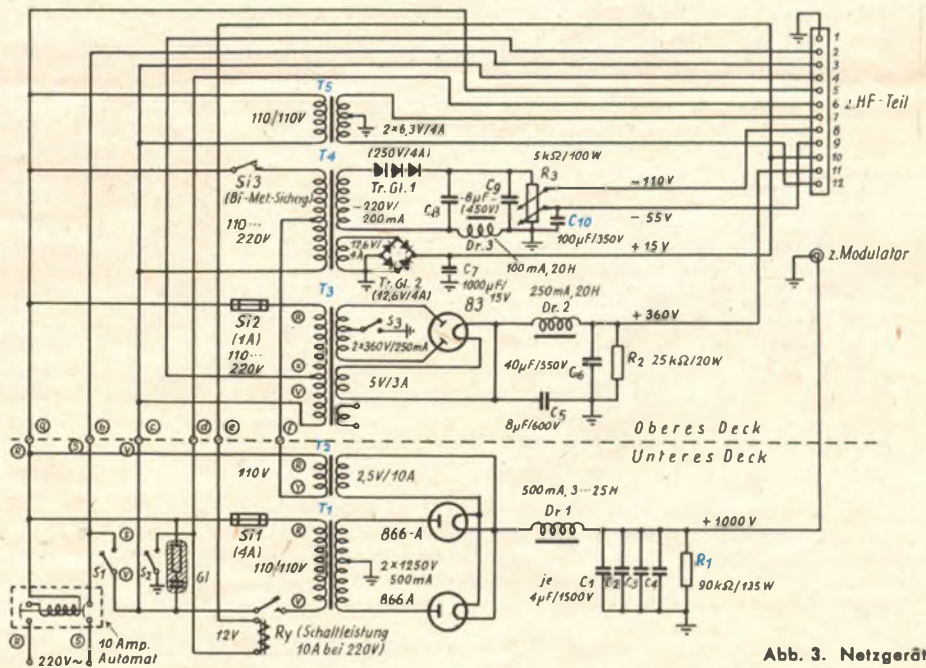 1
2
3
4
5
6
7
8
9
10
11
12
z.HF-Teil
T5
110/110V
2×6,3V/4A
T4
(250V/4A)
Tr.Gl.1
Si3
(Bi-Met-Sicherg)
110...
220V
~220V/
200mA
C8
C9
-8µF-
(450V)
Dr.3
100mA, 20H
5kΩ/100W
R3
-110V
-55V
C10
100µF/350V
+15V
12,6V/
4A
Tr.Gl.2
(12,6V/4A)
C7
1000µF/
15V
z.Modulator
T3
Si2
(1A)
110...
220V
R
K
V
S3
2×360V/250mA
5V/3A
83
250mA, 20H
Dr.2
+360V
40µF/550V
C6
R2
25kΩ/20W
C5
8µF/600V
a
b
c
d
e
f
R
S
V
Oberes Deck
Unteres Deck
T2
110V
R
V
2,5V/10A
T1
Si1
(4A)
110/110V
R
V
866-A
2×1250V
500mA
866A
500mA, 3...25H
Dr1
+1000V
je
4µF/1500V
C1
C2
C3
C4
R1
90kΩ/135W
S1
S
V
S2
Gl
12V
Ry (Schaltleistung
10A bei 220V)
R
S
220V~
10 Amp.
Automat
Abb. 3. Netzgerät